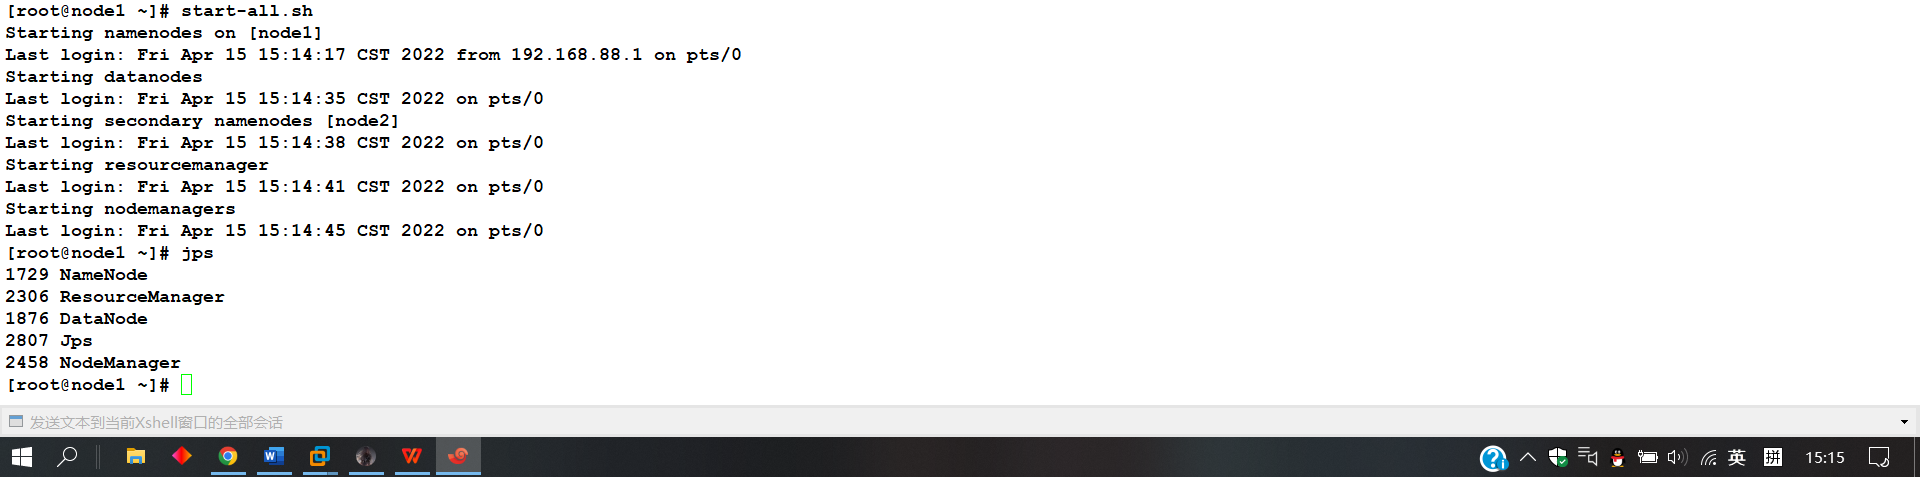 [root@node1 ~]# start-all.sh
Starting namenodes on [node1]
Last login: Fri Apr 15 15:14:17 CST 2022 from 192.168.88.1 on pts/0
Starting datanodes
Last login: Fri Apr 15 15:14:35 CST 2022 on pts/0
Starting secondary namenodes [node2]
Last login: Fri Apr 15 15:14:38 CST 2022 on pts/0
Starting resourcemanager
Last login: Fri Apr 15 15:14:41 CST 2022 on pts/0
Starting nodemanagers
Last login: Fri Apr 15 15:14:45 CST 2022 on pts/0
[root@node1 ~]# jps
1729 NameNode
2306 ResourceManager
1876 DataNode
2807 Jps
2458 NodeManager
[root@node1 ~]#
发送文本到当前Xshell窗口的全部会话
英 拼 15:15